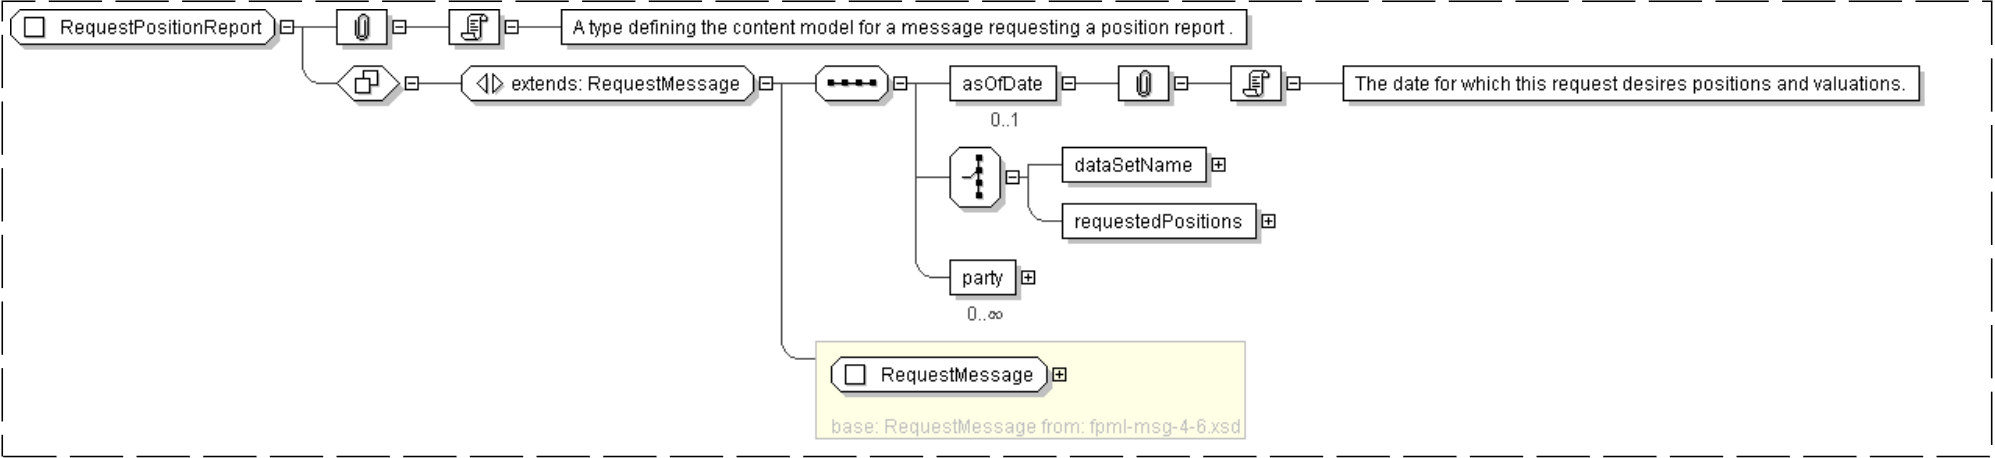 RequestPositionReport
A type defining the content model for a message requesting a position report .
extends: RequestMessage
asOfDate
The date for which this request desires positions and valuations.
0..1
dataSetName
requestedPositions
party
0..∞
RequestMessage
base: RequestMessage from: fpml-msg-4-6.xsd